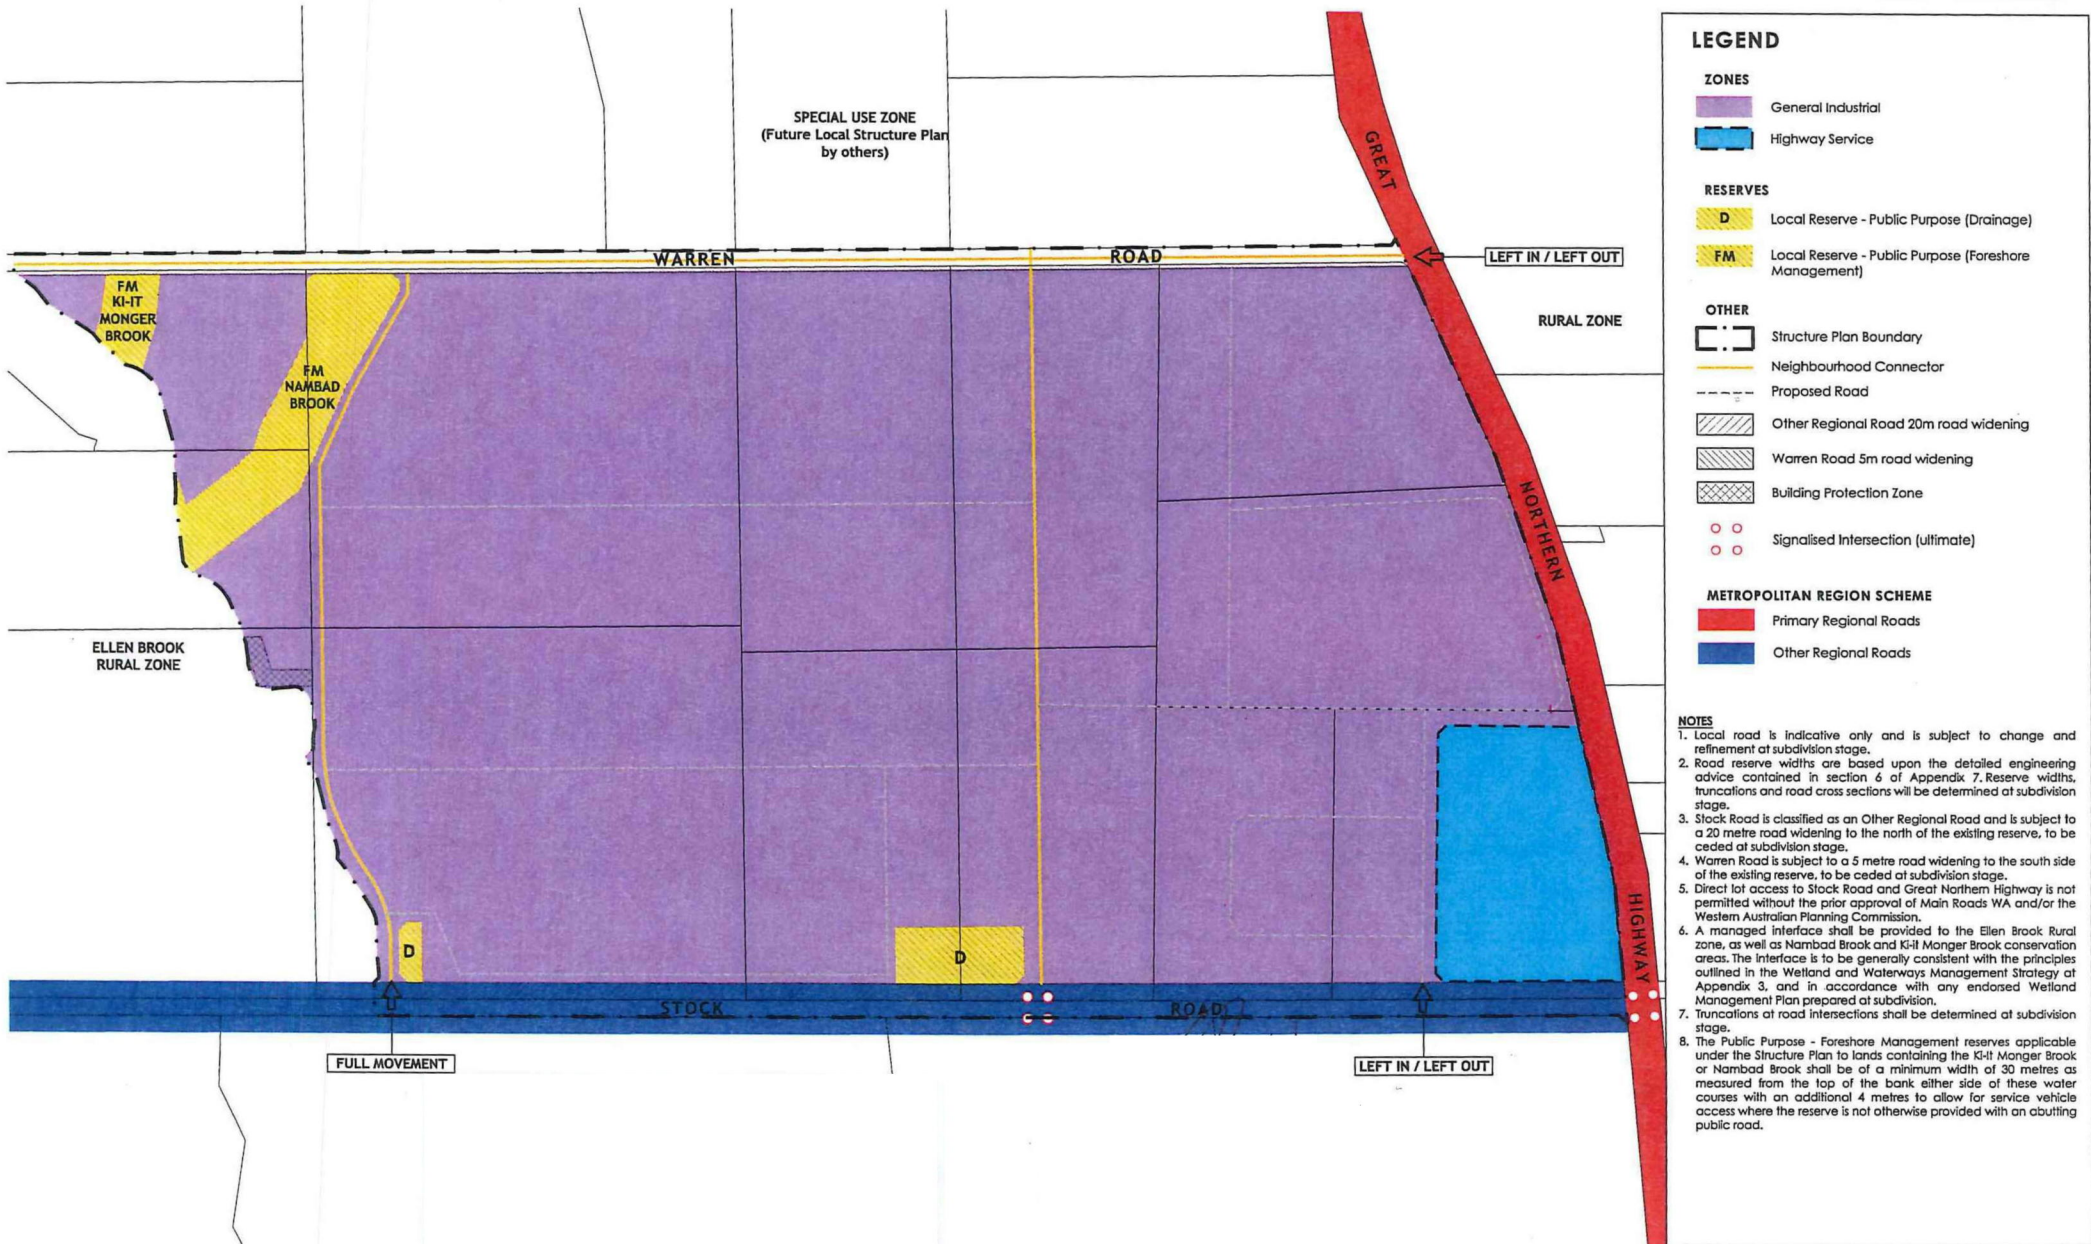 SPECIAL USE ZONE
(Future Local Structure Plan
by others)
GREAT
WARREN ROAD
LEFT IN / LEFT OUT
RURAL ZONE
FM
KI-IT
MONGER
BROOK
FM
NAMBAD
BROOK
NORTHERN
ELLEN BROOK
RURAL ZONE
HIGHWAY
D
D
STOCK ROAD
FULL MOVEMENT
LEFT IN / LEFT OUT
LEGEND
ZONES
General Industrial
Highway Service
RESERVES
D Local Reserve - Public Purpose (Drainage)
FM Local Reserve - Public Purpose (Foreshore
Management)
OTHER
Structure Plan Boundary
Neighbourhood Connector
Proposed Road
Other Regional Road 20m road widening
Warren Road 5m road widening
Building Protection Zone
Signalised Intersection (ultimate)
METROPOLITAN REGION SCHEME
Primary Regional Roads
Other Regional Roads
NOTES
1. Local road is indicative only and is subject to change and
refinement at subdivision stage.
2. Road reserve widths are based upon the detailed engineering
advice contained in section 6 of Appendix 7. Reserve widths,
truncations and road cross sections will be determined at subdivision
stage.
3. Stock Road is classified as an Other Regional Road and is subject to
a 20 metre road widening to the north of the existing reserve, to be
ceded at subdivision stage.
4. Warren Road is subject to a 5 metre road widening to the south side
of the existing reserve, to be ceded at subdivision stage.
5. Direct lot access to Stock Road and Great Northern Highway is not
permitted without the prior approval of Main Roads WA and/or the
Western Australian Planning Commission.
6. A managed interface shall be provided to the Ellen Brook Rural
zone, as well as Nambad Brook and Ki-it Monger Brook conservation
areas. The interface is to be generally consistent with the principles
outlined in the Wetland and Waterways Management Strategy at
Appendix 3, and in accordance with any endorsed Wetland
Management Plan prepared at subdivision.
7. Truncations at road intersections shall be determined at subdivision
stage.
8. The Public Purpose - Foreshore Management reserves applicable
under the Structure Plan to lands containing the Ki-It Monger Brook
or Nambad Brook shall be of a minimum width of 30 metres as
measured from the top of the bank either side of these water
courses with an additional 4 metres to allow for service vehicle
access where the reserve is not otherwise provided with an abutting
public road.